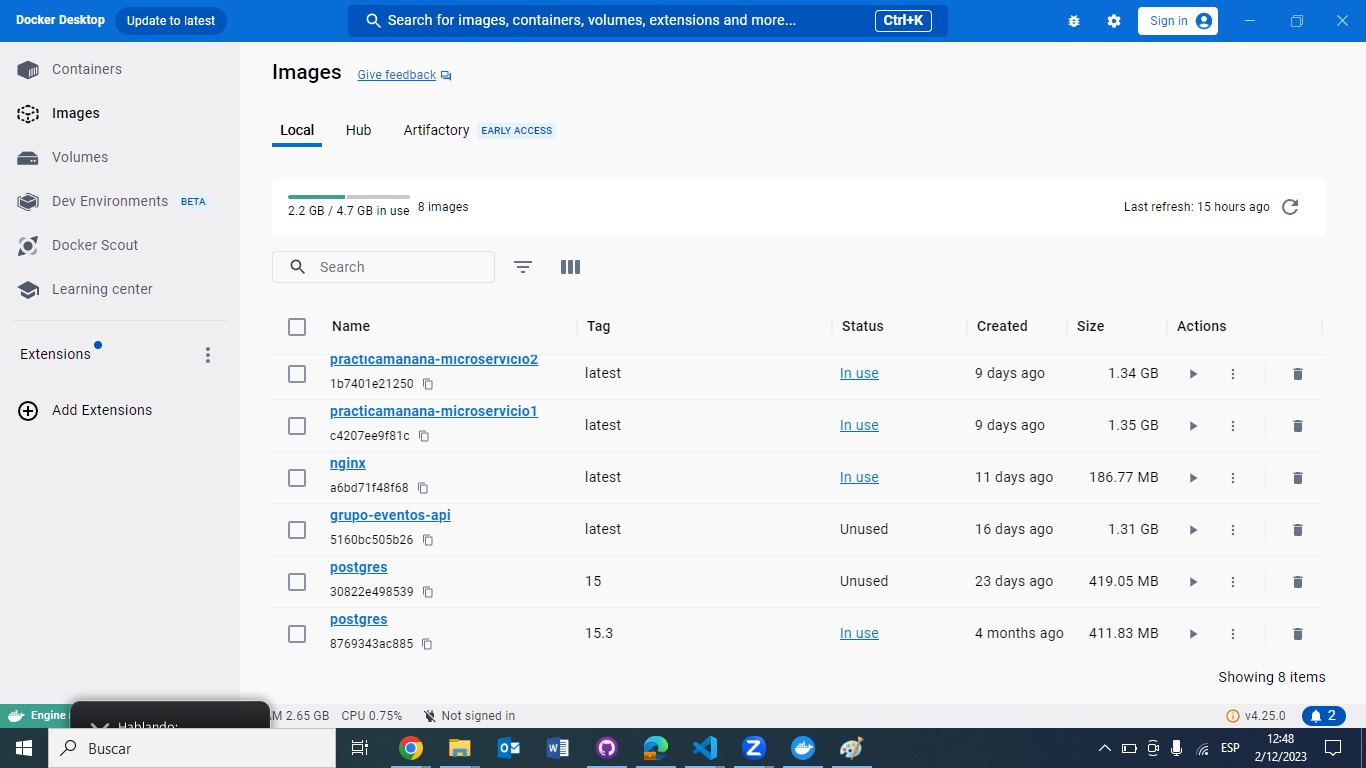 Docker Desktop Update to latest Search for images, containers, volumes, extensions and more... Ctrl+K Sign in
Containers
Images
Volumes
Dev Environments BETA
Docker Scout
Learning center
Extensions
Add Extensions
Images Give feedback
Local Hub Artifactory EARLY ACCESS
2.2 GB / 4.7 GB in use 8 images Last refresh: 15 hours ago
Search
Name Tag Status Created Size Actions
practicamanana-microservicio2
1b7401e21250 latest In use 9 days ago 1.34 GB
practicamanana-microservicio1
c4207ee9f81c latest In use 9 days ago 1.35 GB
nginx
a6bd71f48f68 latest In use 11 days ago 186.77 MB
grupo-eventos-api
5160bc505b26 latest Unused 16 days ago 1.31 GB
postgres
30822e498539 15 Unused 23 days ago 419.05 MB
postgres
8769343ac885 15.3 In use 4 months ago 411.83 MB
Showing 8 items
Engine Hablando: AM 2.65 GB CPU 0.75% Not signed in v4.25.0 2
Buscar ESP 12:48
2/12/2023